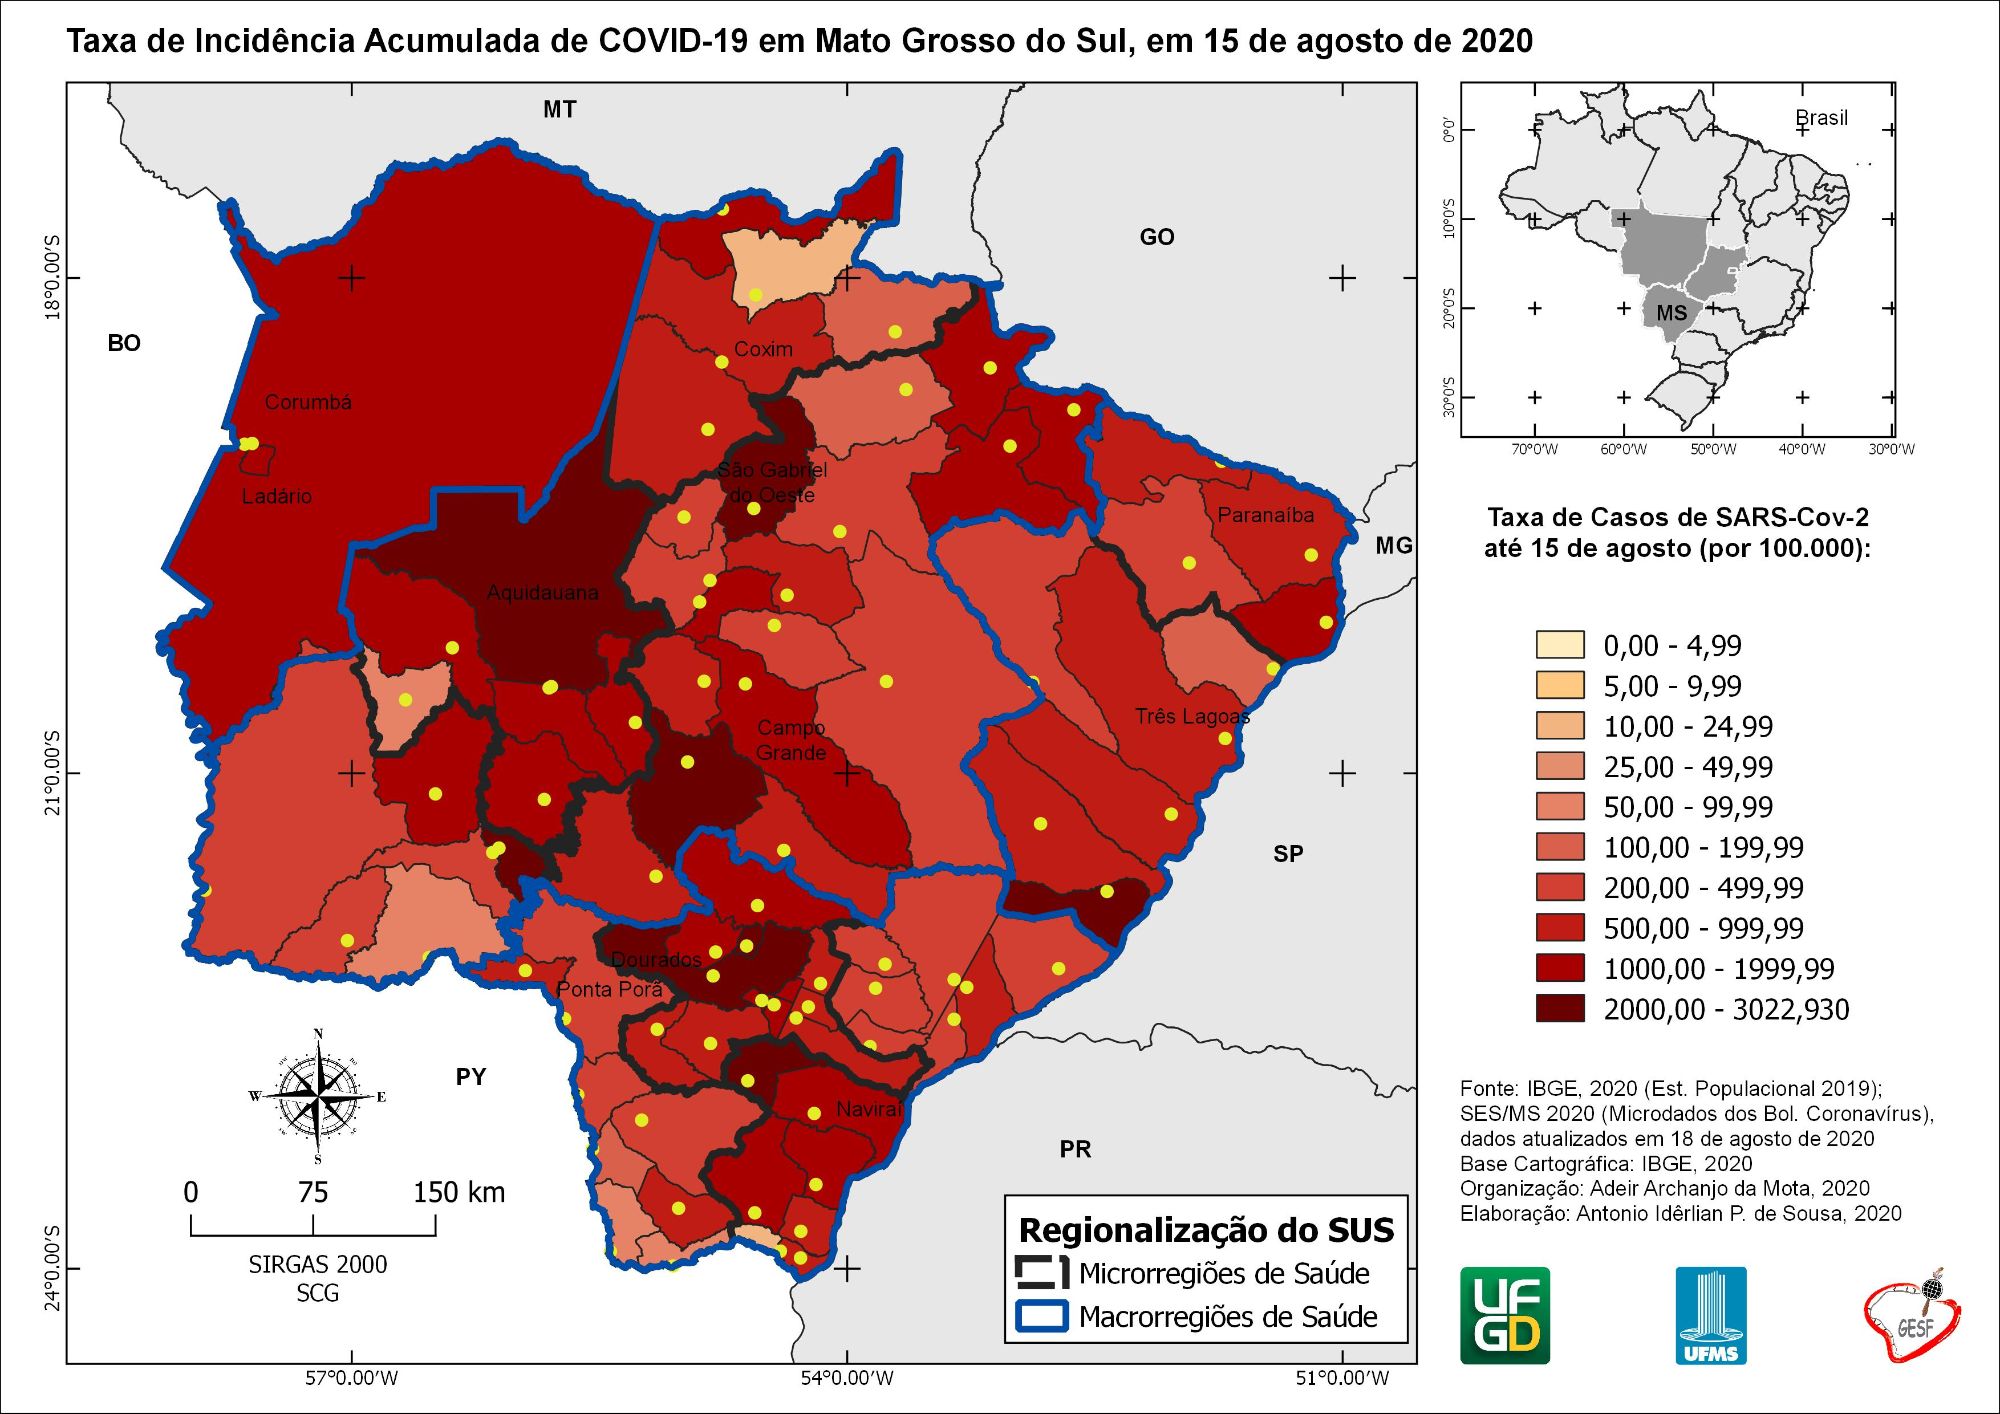 Taxa de Incidência Acumulada de COVID-19 em Mato Grosso do Sul, em 15 de agosto de 2020
MT
GO
BO
MG
SP
PR
PY
Corumbá
Ladário
Coxim
São Gabriel
do Oeste
Paranaíba
Aquidauana
Três Lagoas
Campo
Grande
Dourados
Ponta Porã
Naviraí
18°0.00'S
21°0.00'S
24°0.00'S
57°0.00'W
54°0.00'W
51°0.00'W
N
W
E
S
0 75 150 km
SIRGAS 2000
SCG
Regionalização do SUS
Microrregiões de Saúde
Macrorregiões de Saúde
Brasil
MS
0°0'
10°0'S
20°0'S
30°0'S
70°0'W 60°0'W 50°0'W 40°0'W 30°0'W
Taxa de Casos de SARS-Cov-2
até 15 de agosto (por 100.000):
0,00 - 4,99
5,00 - 9,99
10,00 - 24,99
25,00 - 49,99
50,00 - 99,99
100,00 - 199,99
200,00 - 499,99
500,00 - 999,99
1000,00 - 1999,99
2000,00 - 3022,930
Fonte: IBGE, 2020 (Est. Populacional 2019);
SES/MS 2020 (Microdados dos Bol. Coronavírus),
dados atualizados em 18 de agosto de 2020
Base Cartográfica: IBGE, 2020
Organização: Adeir Archanjo da Mota, 2020
Elaboração: Antonio Idêrlian P. de Sousa, 2020
UF
GD
UFMS
GESF